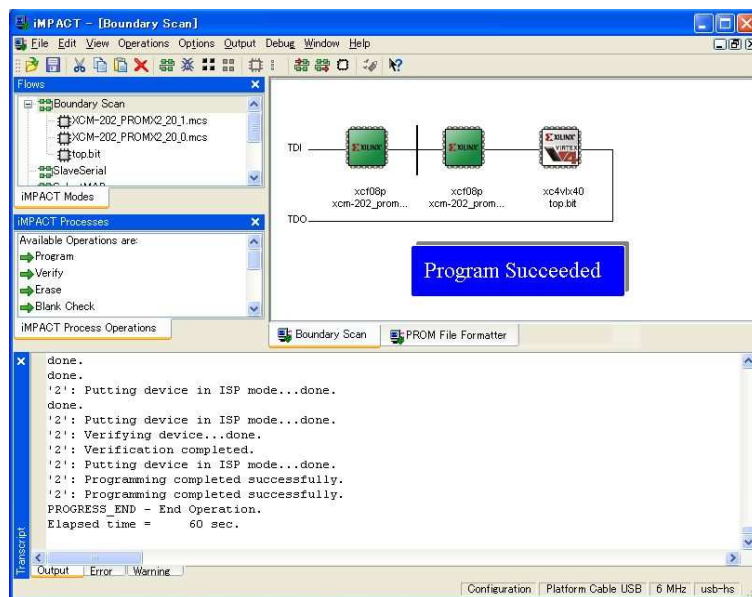 iMPACT - [Boundary Scan]
File Edit View Operations Options Output Debug Window Help
Flows
Boundary Scan
XCM-202_PROMX2_20_1.mcs
XCM-202_PROMX2_20_0.mcs
top.bit
SlaveSerial
SelectMAP
iMPACT Modes
iMPACT Processes
Available Operations are:
Program
Verify
Erase
Blank Check
iMPACT Process Operations
TDI
XILINX
XILINX
XILINX
VIRTEX
V4
xcf08p
xcm-202_prom...
xcf08p
xcm-202_prom...
xc4vlx40
top.bit
TDO
Program Succeeded
Boundary Scan
PROM File Formatter
done.
done.
'2': Putting device in ISP mode...done.
done.
'2': Putting device in ISP mode...done.
'2': Verifying device...done.
'2': Verification completed.
'2': Putting device in ISP mode...done.
'2': Programming completed successfully.
'2': Programming completed successfully.
PROGRESS_END - End Operation.
Elapsed time = 60 sec.
Transcript
Output Error Warning
Configuration Platform Cable USB 6 MHz usb-hs